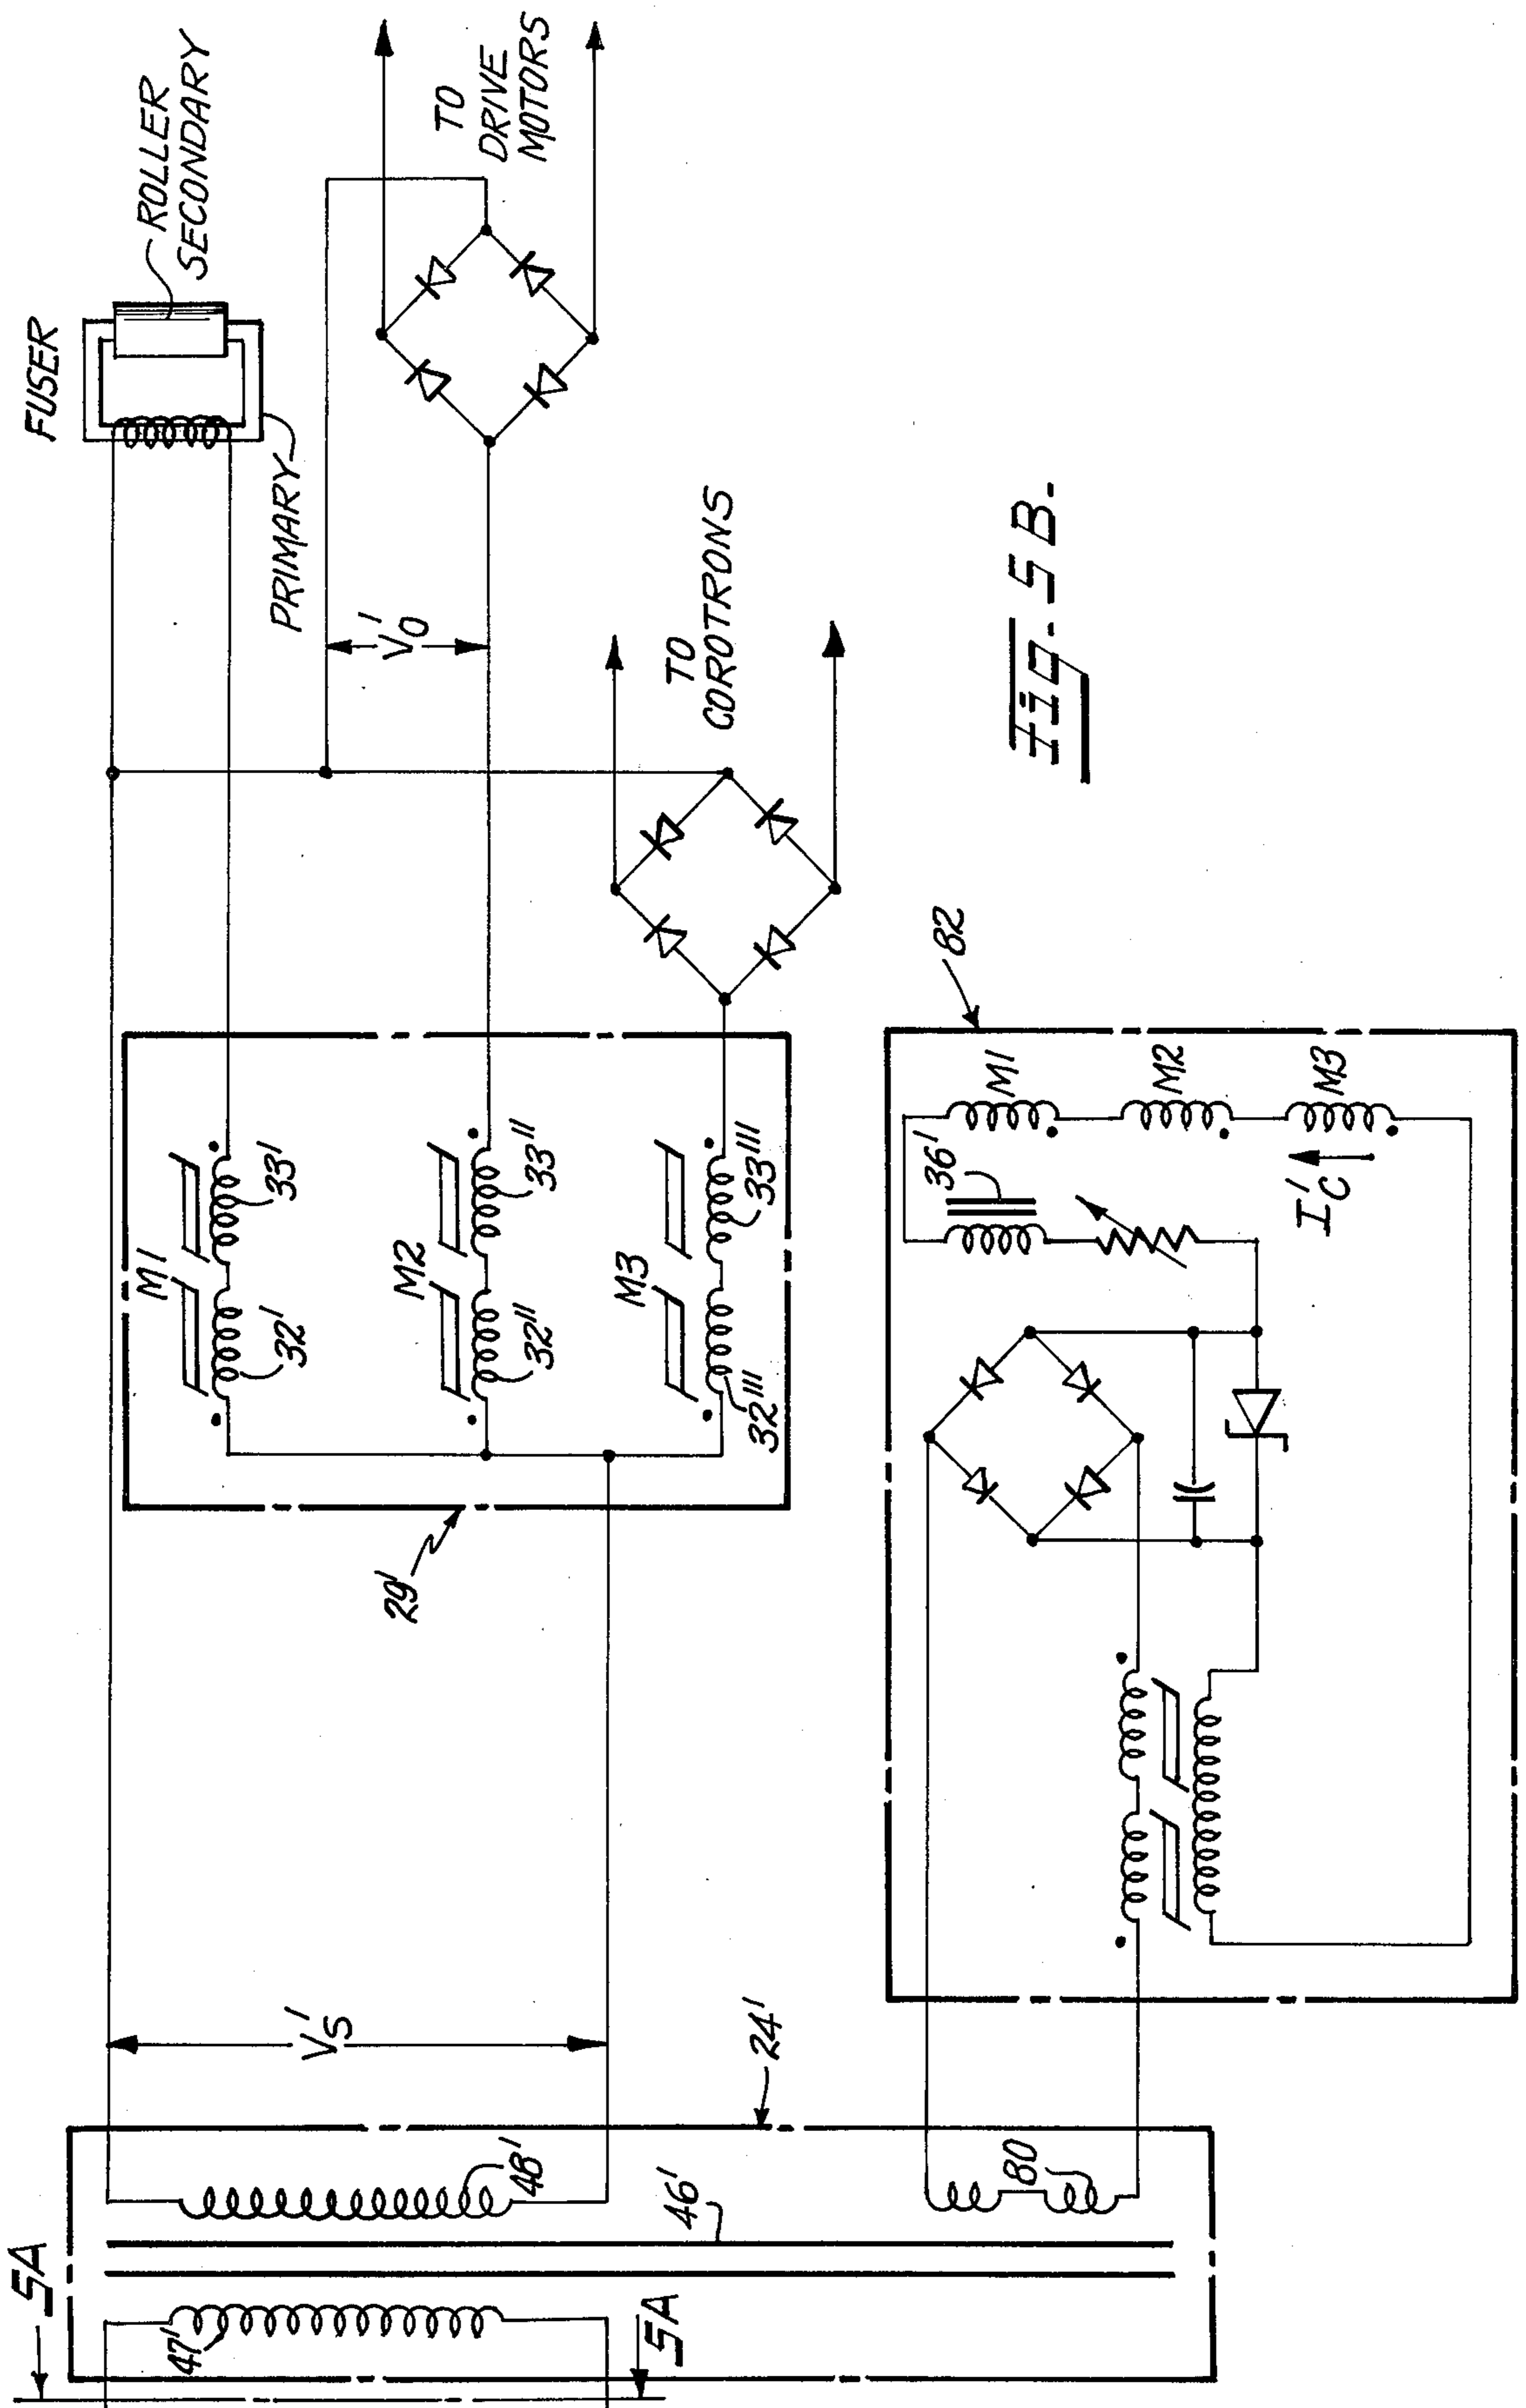 5A
5A
47'
48'
46'
80
24'
V'S
29'
M1
32'
33'
M2
32"
33"
M3
32'''
33'''
FUSER
ROLLER
SECONDARY
PRIMARY
V'O
TO
DRIVE
MOTORS
TO
COROTRONS
82
36'
M1
M2
M3
I'C
Fig. 5B.